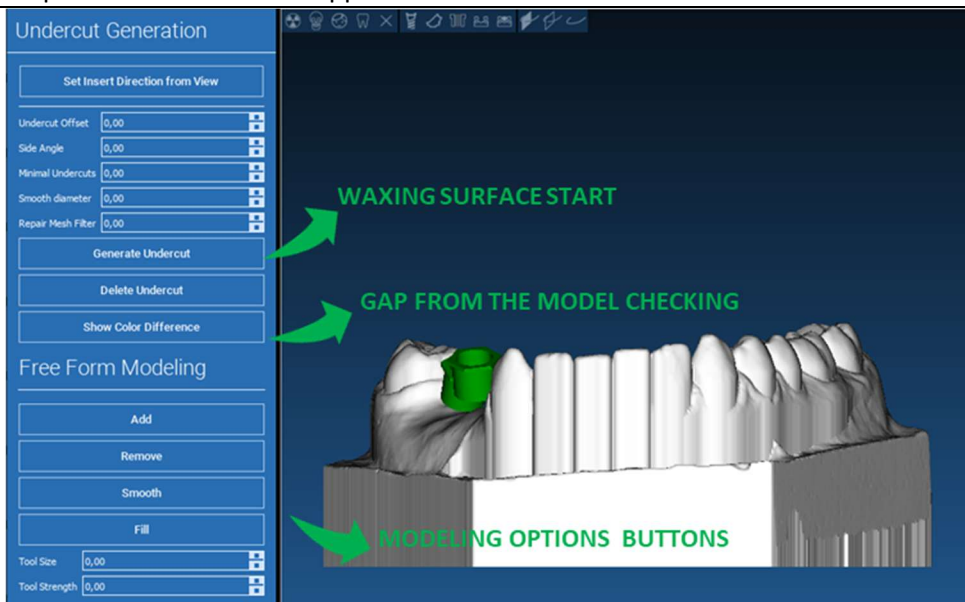 Undercut Generation
Set Insert Direction from View
Undercut Offset 0,00
Side Angle 0,00
Minimal Undercuts 0,00
Smooth diameter 0,00
Repair Mesh Filter 0,00
Generate Undercut
Delete Undercut
Show Color Difference
Free Form Modeling
Add
Remove
Smooth
Fill
Tool Size 0,00
Tool Strength 0,00
WAXING SURFACE START
GAP FROM THE MODEL CHECKING
MODELING OPTIONS BUTTONS